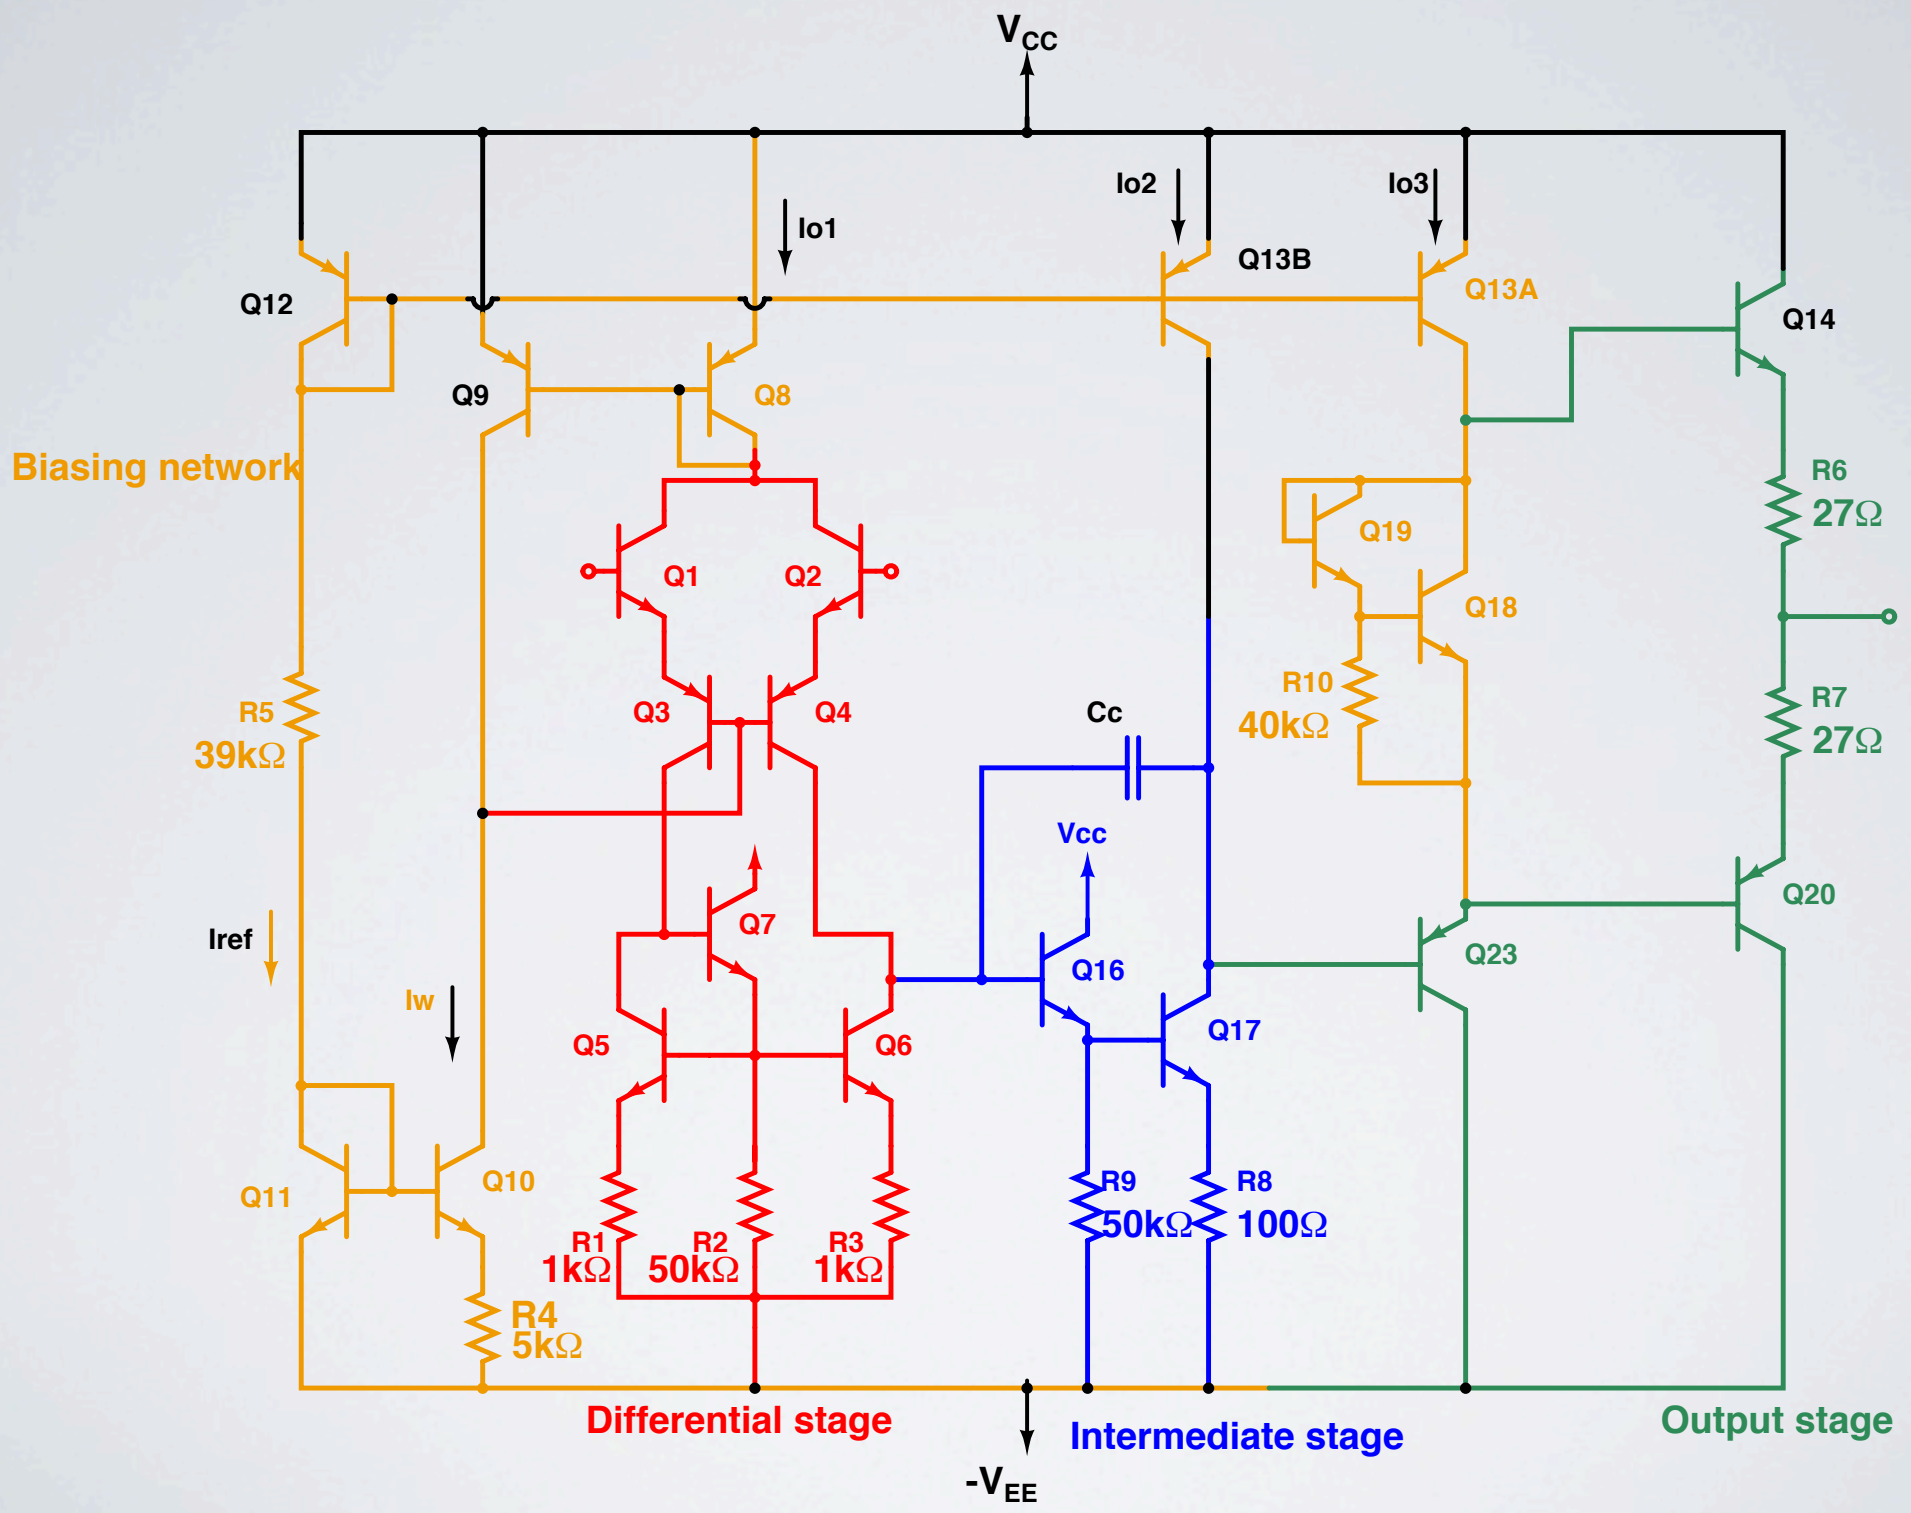 VCC
Io2
Io3
Io1
Q13B
Q13A
Q12
Q14
Q9
Q8
Biasing network
R6
27Ω
Q19
Q1
Q2
Q18
R10
40kΩ
R5
39kΩ
Q3
Q4
Cc
R7
27Ω
Vcc
Q7
Q20
Iref
Q16
Q23
Iw
Q5
Q6
Q17
Q11
Q10
R9
50kΩ
R8
100Ω
R1
1kΩ
R2
50kΩ
R3
1kΩ
R4
5kΩ
Differential stage
Intermediate stage
Output stage
-VEE